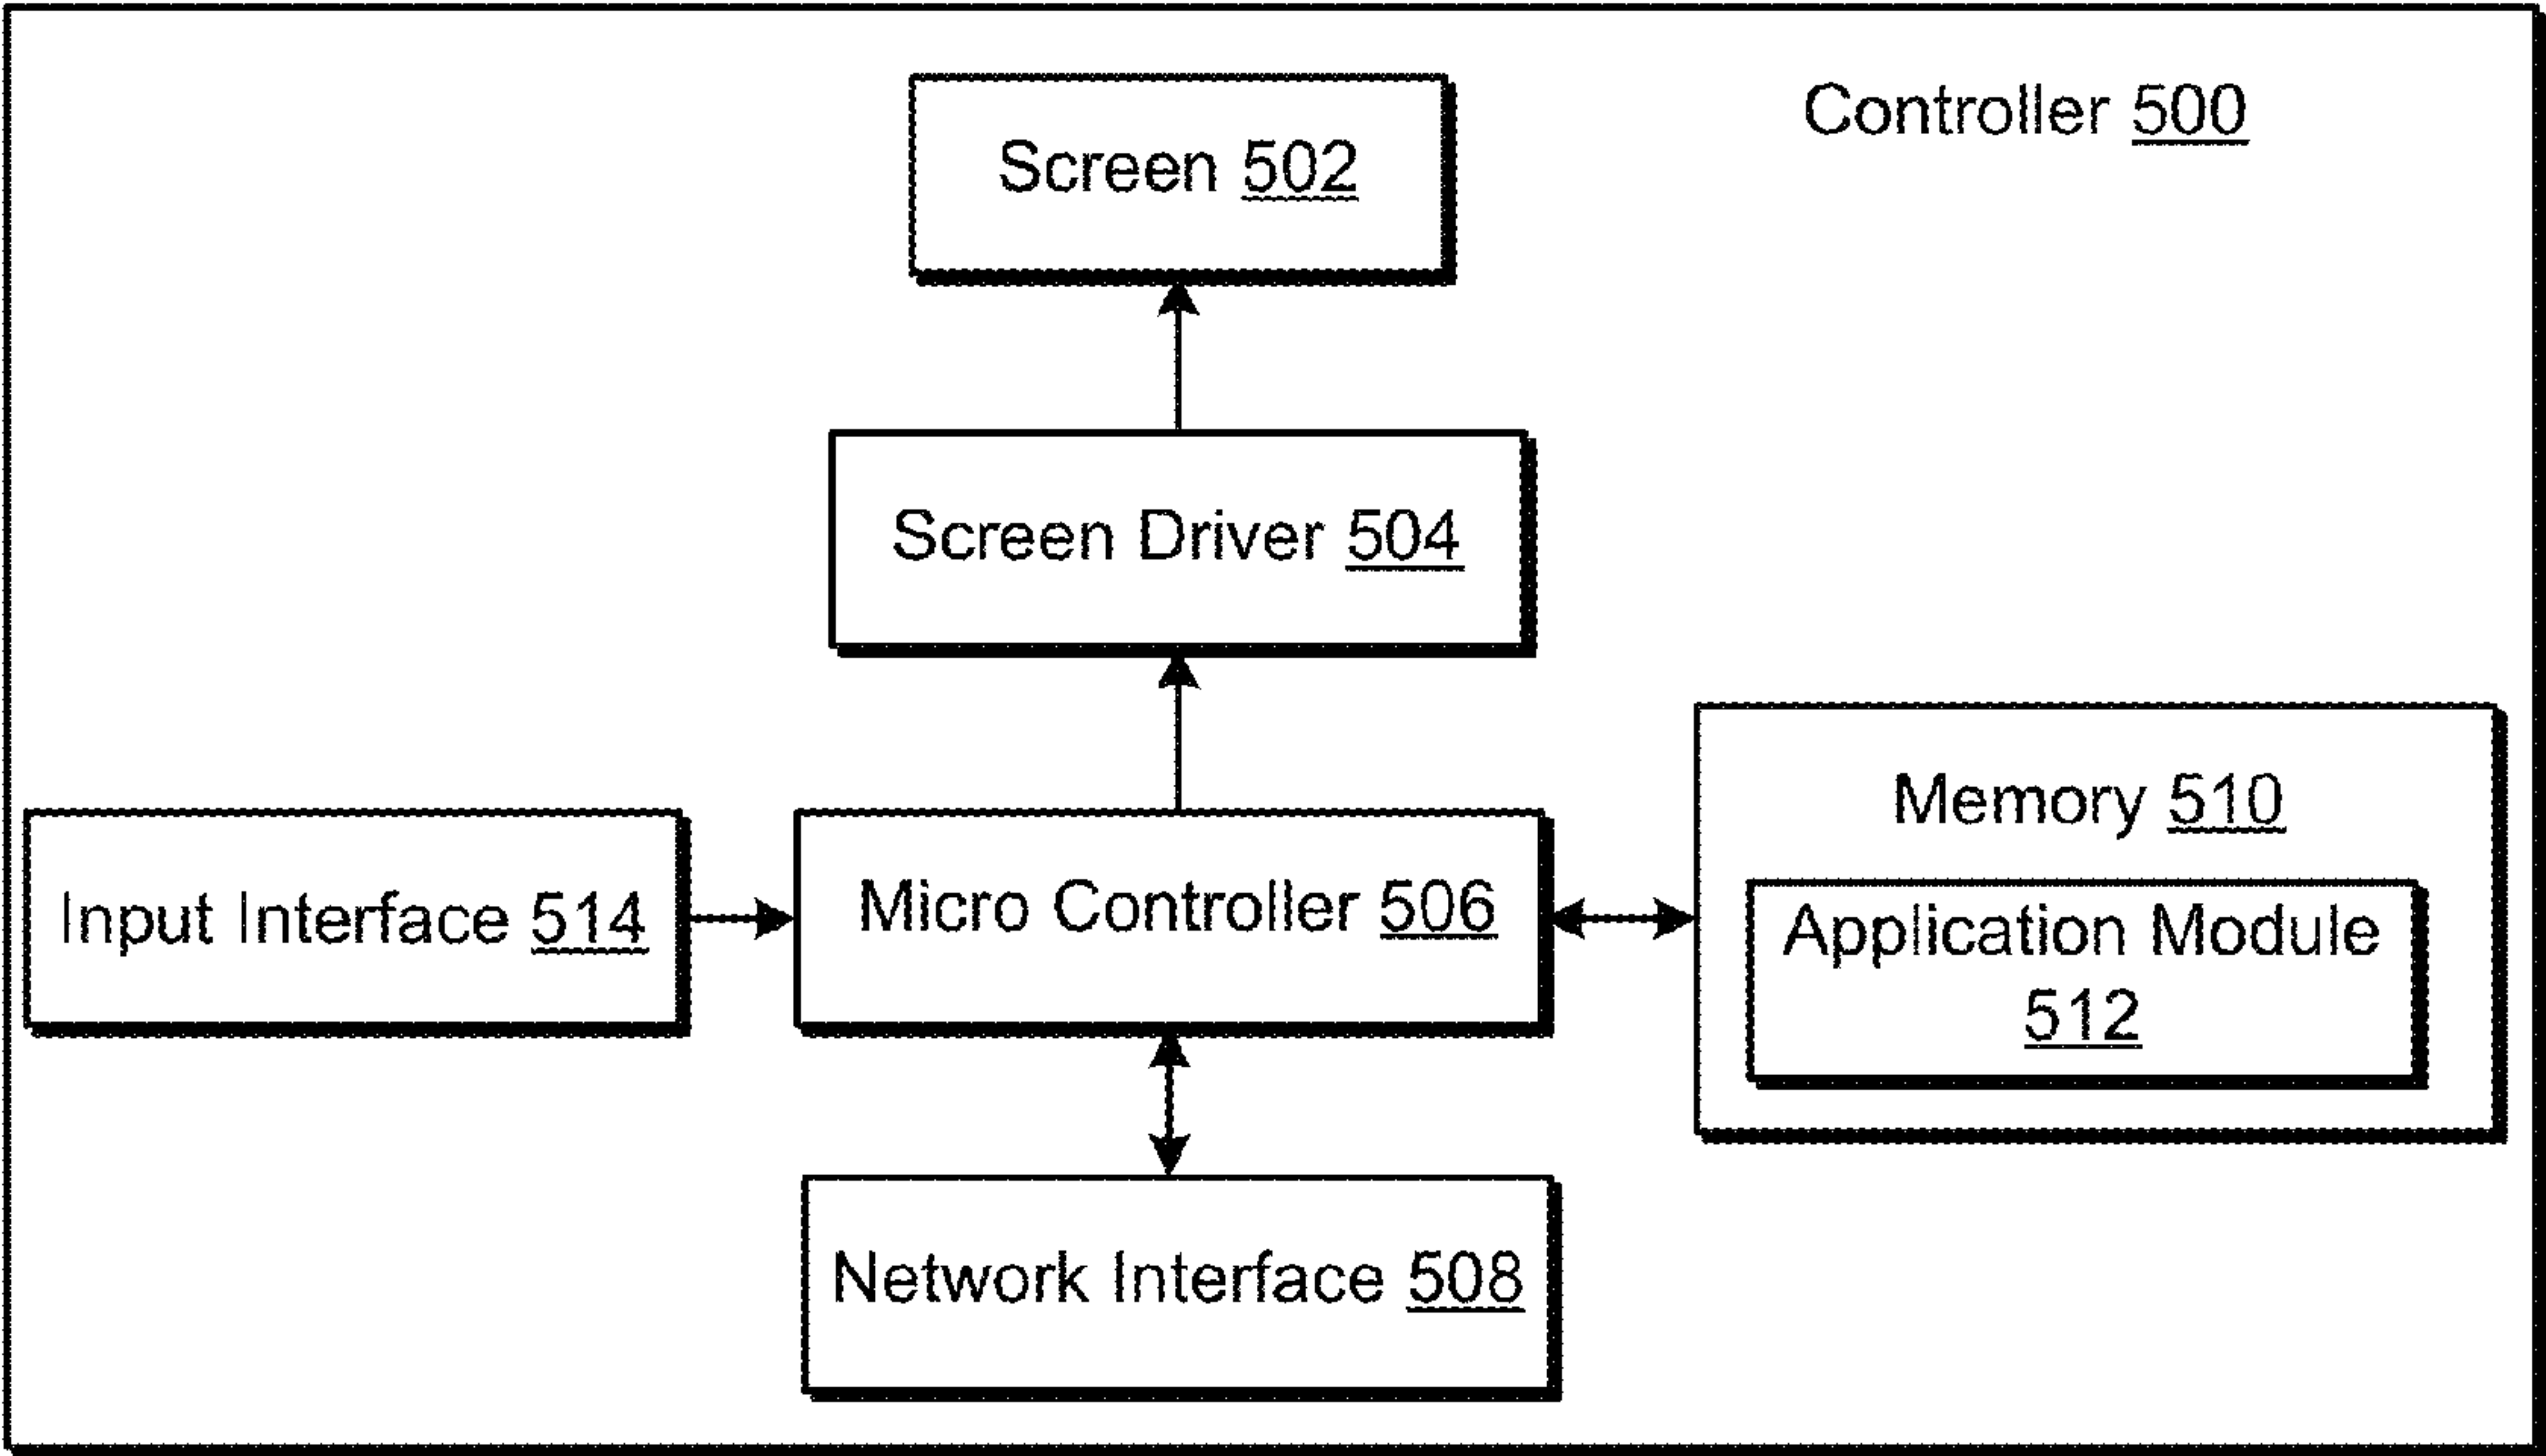 Controller 500
Screen 502
Screen Driver 504
Memory 510
Input Interface 514
Micro Controller 506
Application Module
512
Network Interface 508